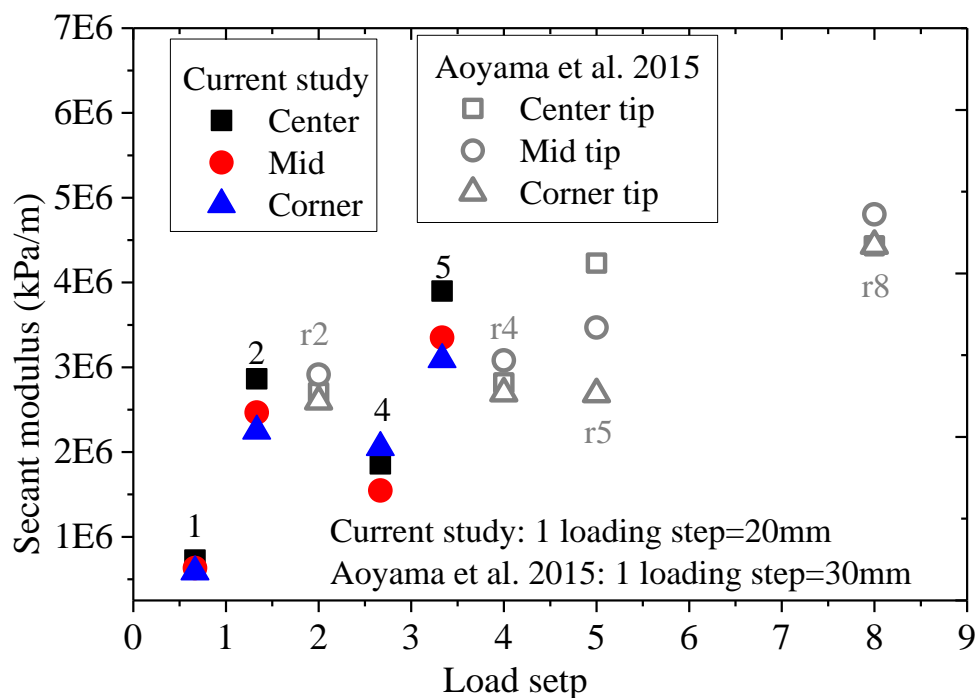 7E6
6E6
5E6
4E6
3E6
2E6
1E6
Secant modulus (kPa/m)
Current study
Center
Mid
Corner
Aoyama et al. 2015
Center tip
Mid tip
Corner tip
1
2
r2
4
5
r4
r5
r8
Current study: 1 loading step=20mm
Aoyama et al. 2015: 1 loading step=30mm
0 1 2 3 4 5 6 7 8 9
Load setp